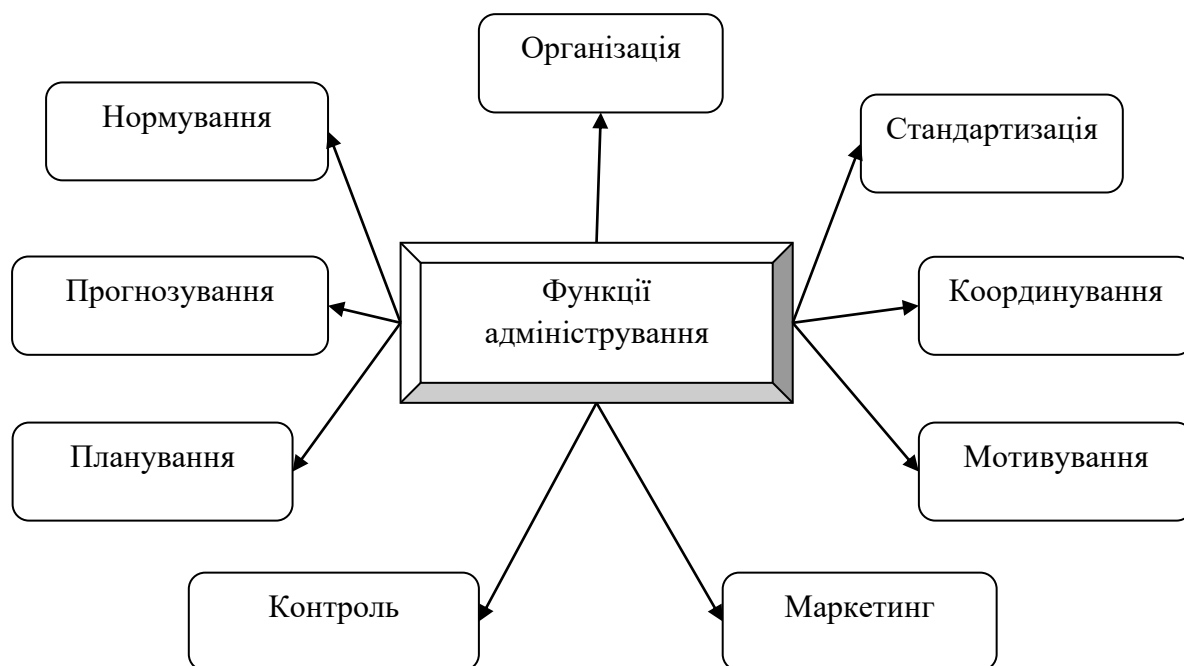 Організація
Нормування
Стандартизація
Прогнозування
Функції
адміністрування
Координування
Планування
Мотивування
Контроль
Маркетинг